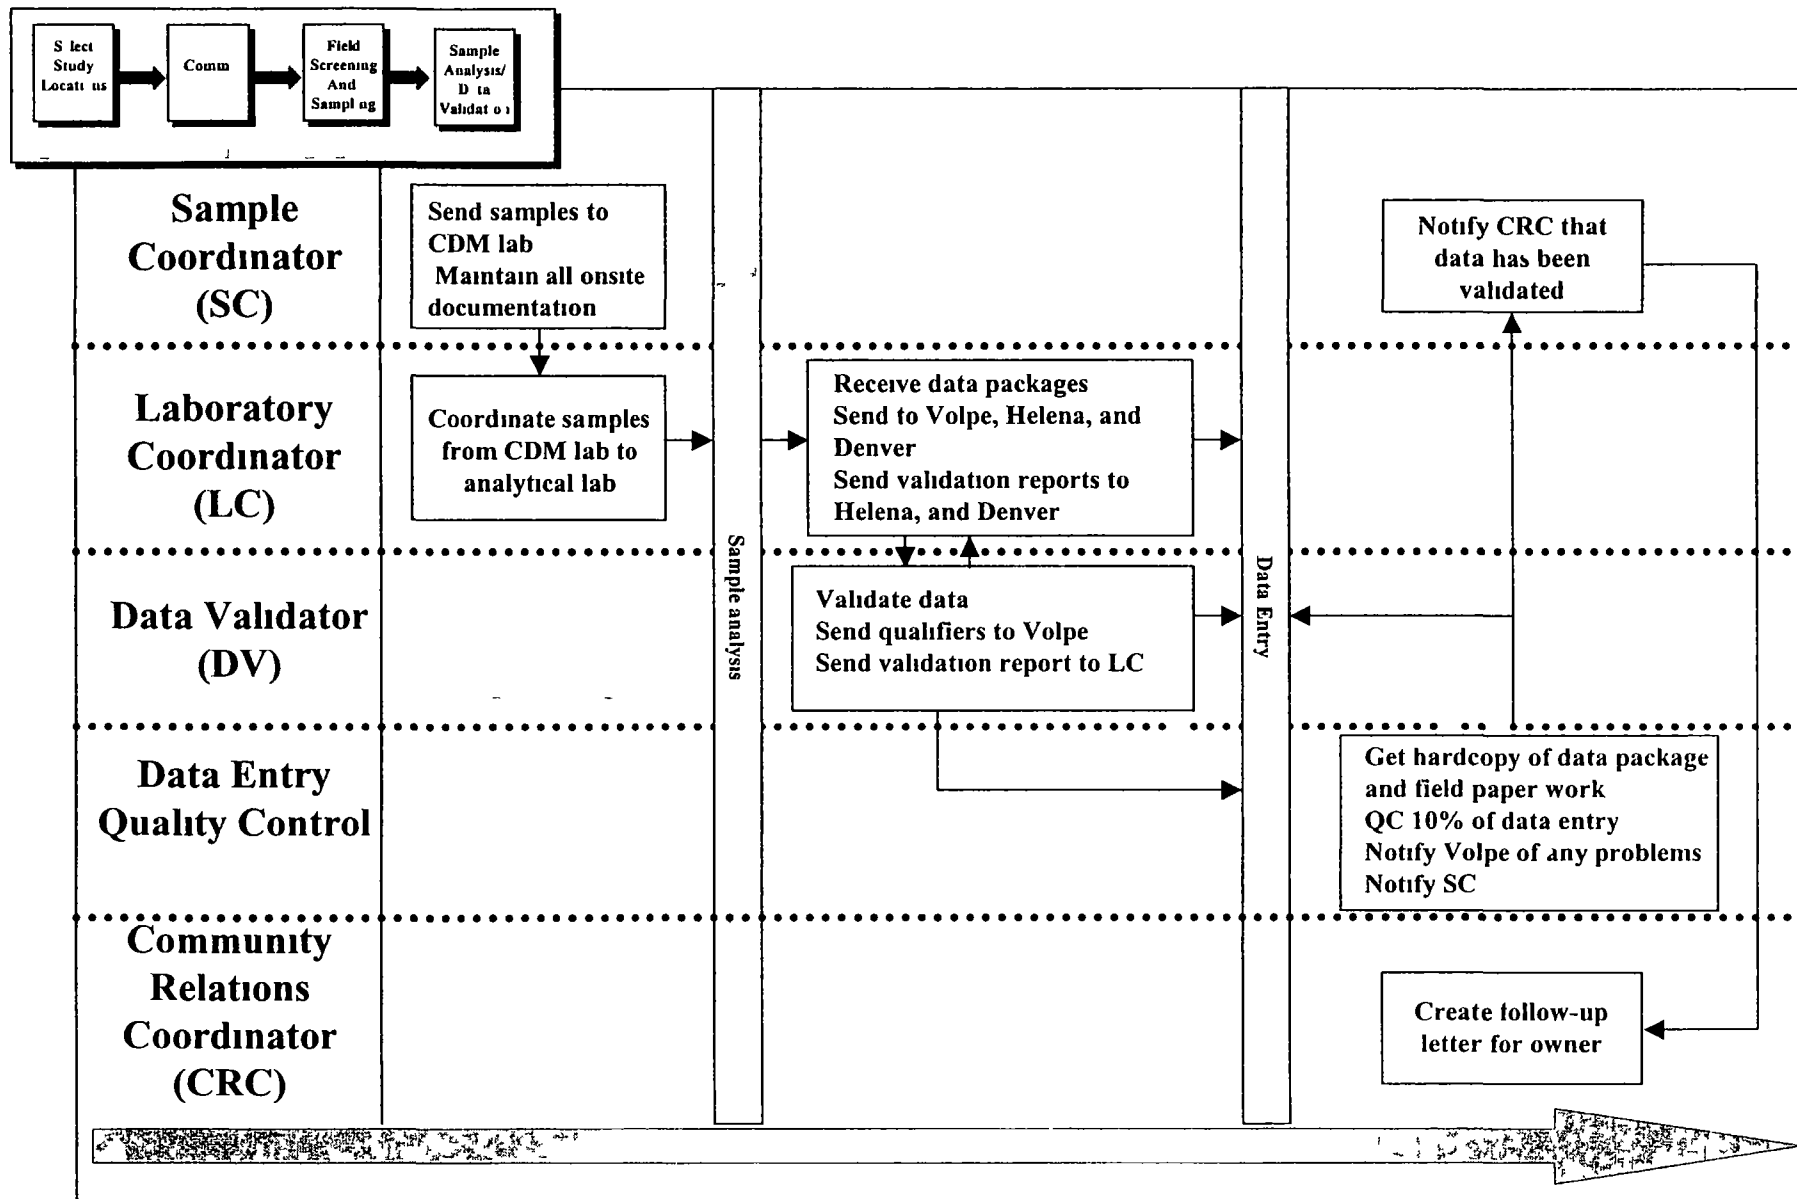 Study
Comm
Field
Screening
And
Sampling
Sample
Analysis/
Sample
Coordinator
(SC)
Send samples to
CDM lab
Maintain all onsite
documentation
Notify CRC that
data has been
validated
Laboratory
Coordinator
(LC)
Coordinate samples
from CDM lab to
analytical lab
Receive data packages
Send to Volpe, Helena, and
Denver
Send validation reports to
Helena, and Denver
Sample analysis
Data Entry
Data Validator
(DV)
Validate data
Send qualifiers to Volpe
Send validation report to LC
Data Entry
Quality Control
Get hardcopy of data package
and field paper work
QC 10% of data entry
Notify Volpe of any problems
Notify SC
Community
Relations
Coordinator
(CRC)
Create follow-up
letter for owner